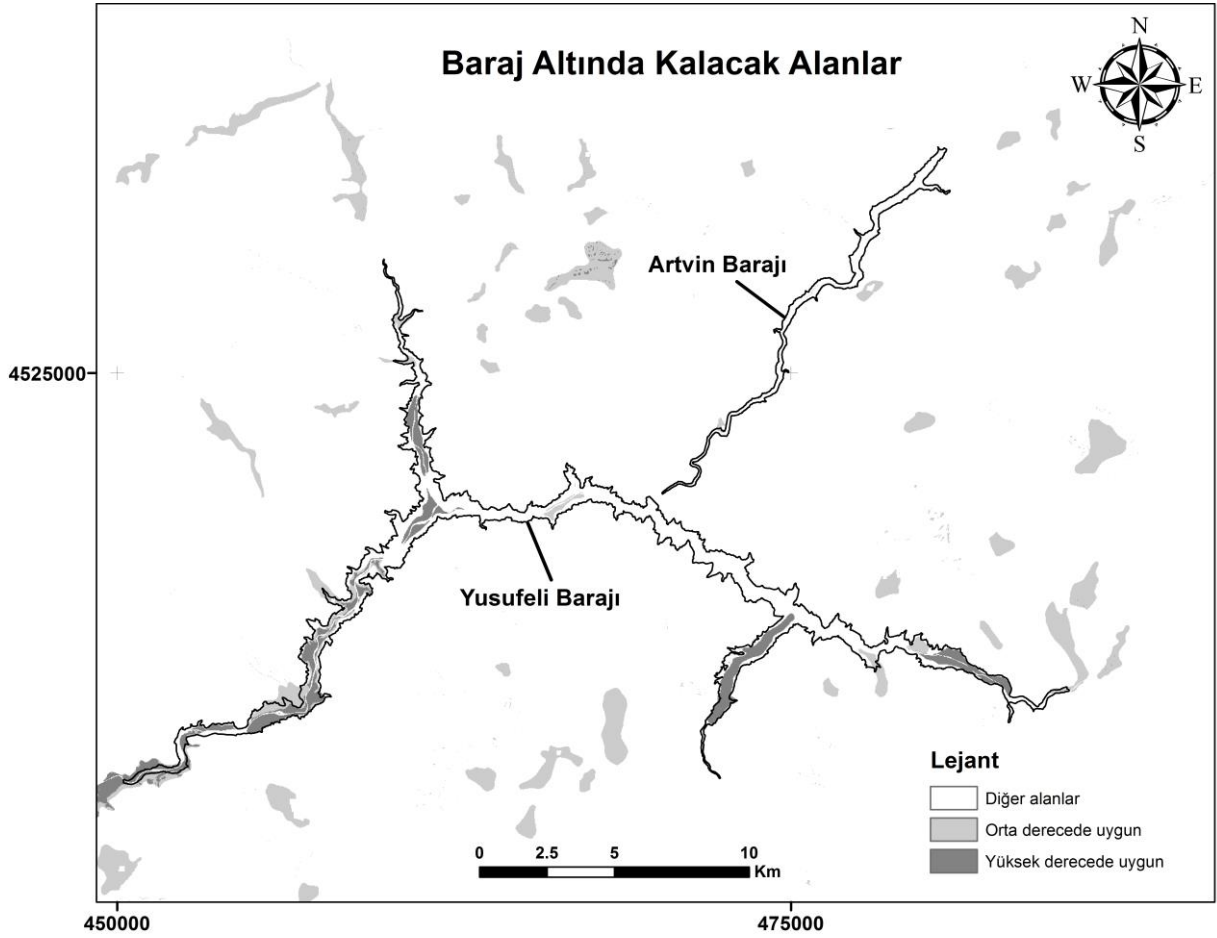 Baraj Altında Kalacak Alanlar
N
W E
S
Artvin Barajı
4525000
Yusufeli Barajı
Lejant
Diğer alanlar
Orta derecede uygun
Yüksek derecede uygun
0 2.5 5 10
Km
450000 475000